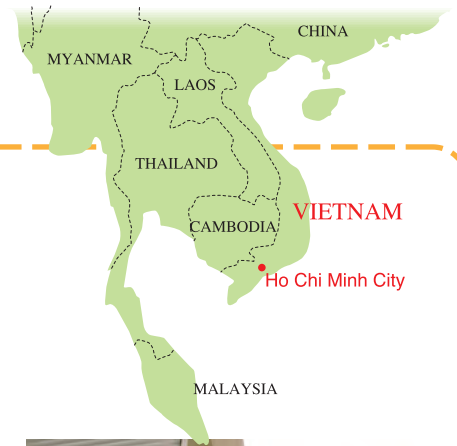 CHINA
MYANMAR
LAOS
THAILAND
VIETNAM
CAMBODIA
Ho Chi Minh City
MALAYSIA